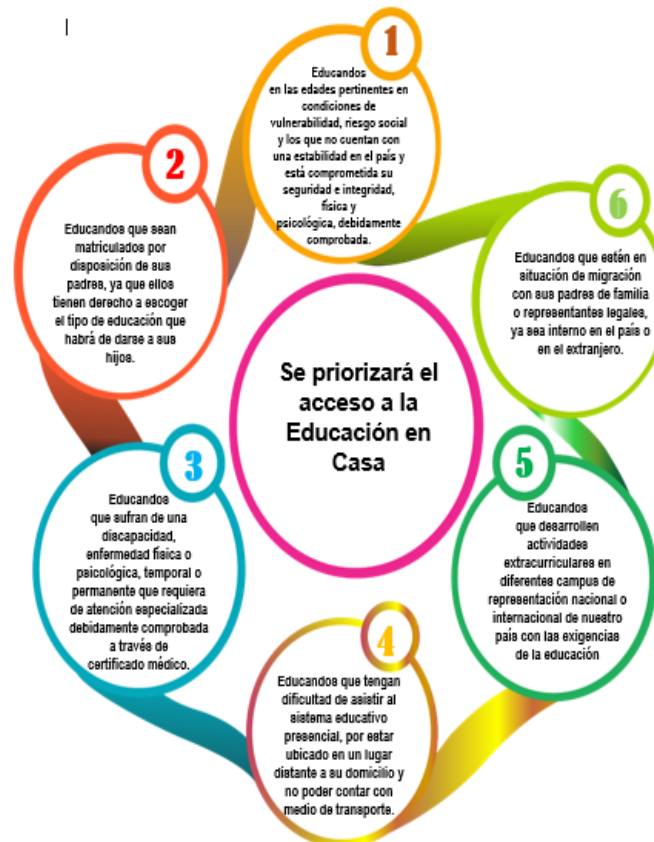 1
Educandos
en las edades pertinentes en
condiciones de
vulnerabilidad, riesgo social
y los que no cuentan con
una estabilidad en el país y
está comprometida su
seguridad e integridad,
física y
psicológica, debidamente
comprobada.
2
Educandos que sean
matriculados por
disposición de sus
padres, ya que ellos
tienen derecho a escoger
el tipo de educación que
habrá de darse a sus
hijos.
3
Educandos
que sufran de una
discapacidad,
enfermedad física o
psicológica, temporal o
permanente que requiera
de atención especializada
debidamente comprobada
a través de
certificado médico.
4
Educandos que tengan
dificultad de asistir al
sistema educativo
presencial, por estar
ubicado en un lugar
distante a su domicilio y
no poder contar con
medio de transporte.
5
Educandos
que desarrollen
actividades
extracurriculares en
diferentes campus de
representación nacional o
internacional de nuestro
país con las exigencias
de la educación
6
Educandos que estén en
situación de migración
con sus padres de familia
o representantes legales,
ya sea interno en el país o
en el extranjero.
Se priorizará el
acceso a la
Educación en
Casa